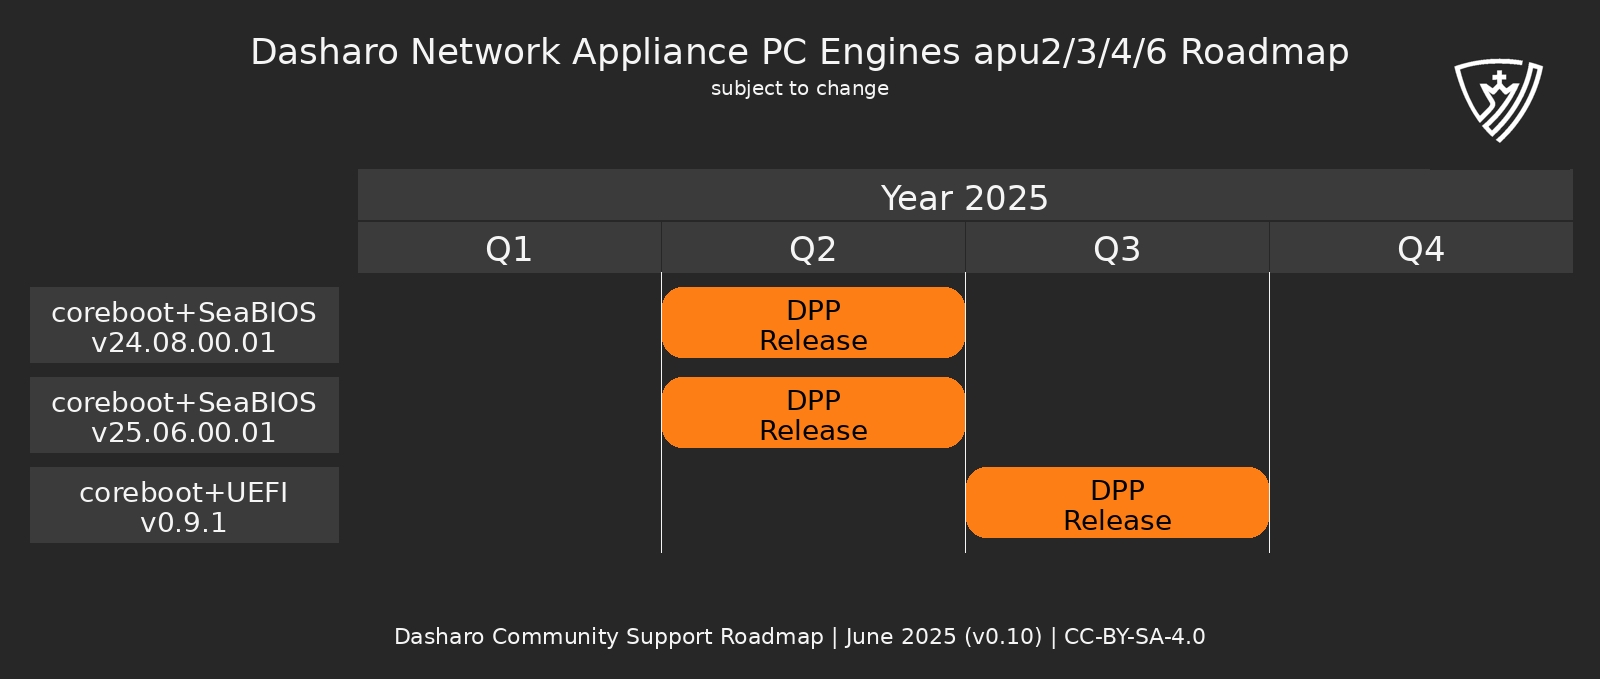 Dasharo Network Appliance PC Engines apu2/3/4/6 Roadmap
subject to change
Year 2025
Q1 Q2 Q3 Q4
coreboot+SeaBIOS
v24.08.00.01
DPP
Release
coreboot+SeaBIOS
v25.06.00.01
DPP
Release
coreboot+UEFI
v0.9.1
DPP
Release
Dasharo Community Support Roadmap | June 2025 (v0.10) | CC-BY-SA-4.0